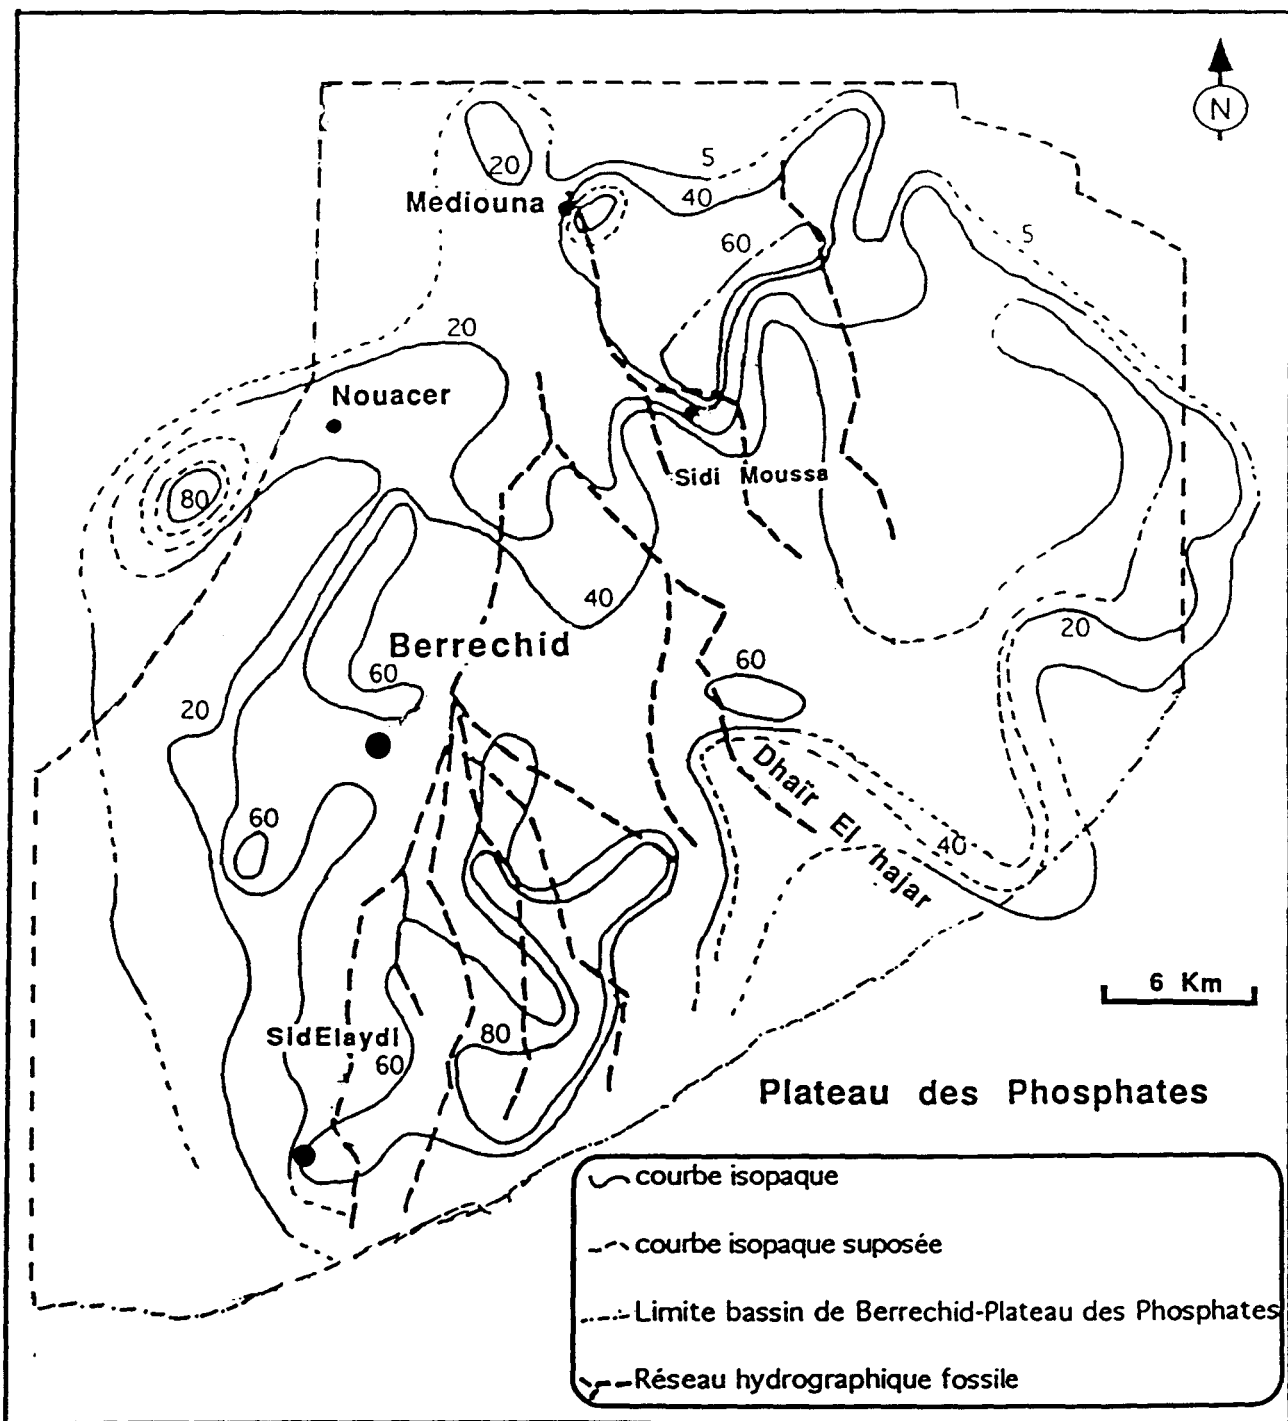 N
20
5
Mediouna
40
60
5
20
Nouacer
80
Sidi Moussa
40
20
Berrechid
60
60
20
Dhaïr El hajar
60
40
6 Km
SidElaydi
80
60
Plateau des Phosphates
courbe isopaque
courbe isopaque suposée
Limite bassin de Berrechid-Plateau des Phosphates
Réseau hydrographique fossile